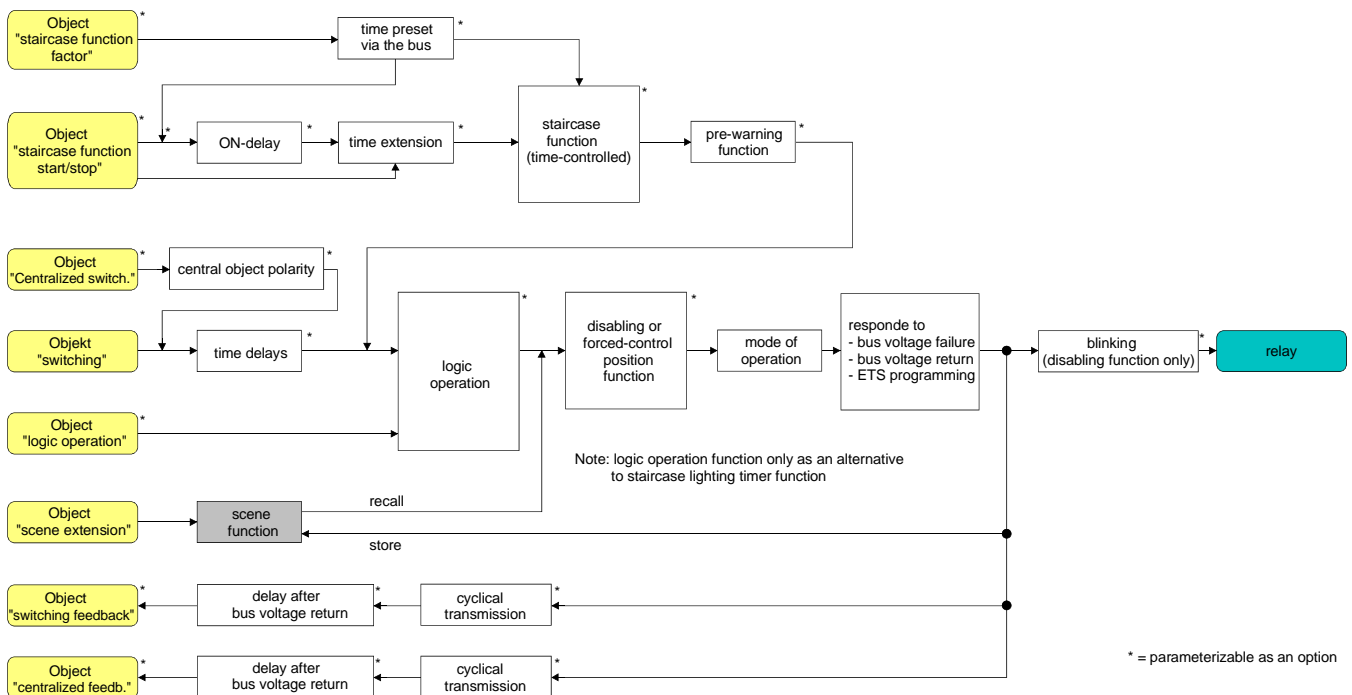 Object
"staircase function
factor"
*
time preset
via the bus
*
Object
"staircase function
start/stop"
*
*
ON-delay
*
time extension
*
staircase
function
(time-controlled)
*
pre-warning
function
*
Object
"Centralized switch."
*
central object polarity
*
Objekt
"switching"
*
time delays
*
logic
operation
*
disabling or
forced-control
position
function
*
mode of
operation
responde to
- bus voltage failure
- bus voltage return
- ETS programming
blinking
(disabling function only)
*
relay
Object
"logic operation"
*
Note: logic operation function only as an alternative
to staircase lighting timer function
Object
"scene extension"
scene
function
recall
store
Object
"switching feedback"
*
delay after
bus voltage return
*
cyclical
transmission
*
Object
"centralized feedb."
*
delay after
bus voltage return
*
cyclical
transmission
*
* = parameterizable as an option